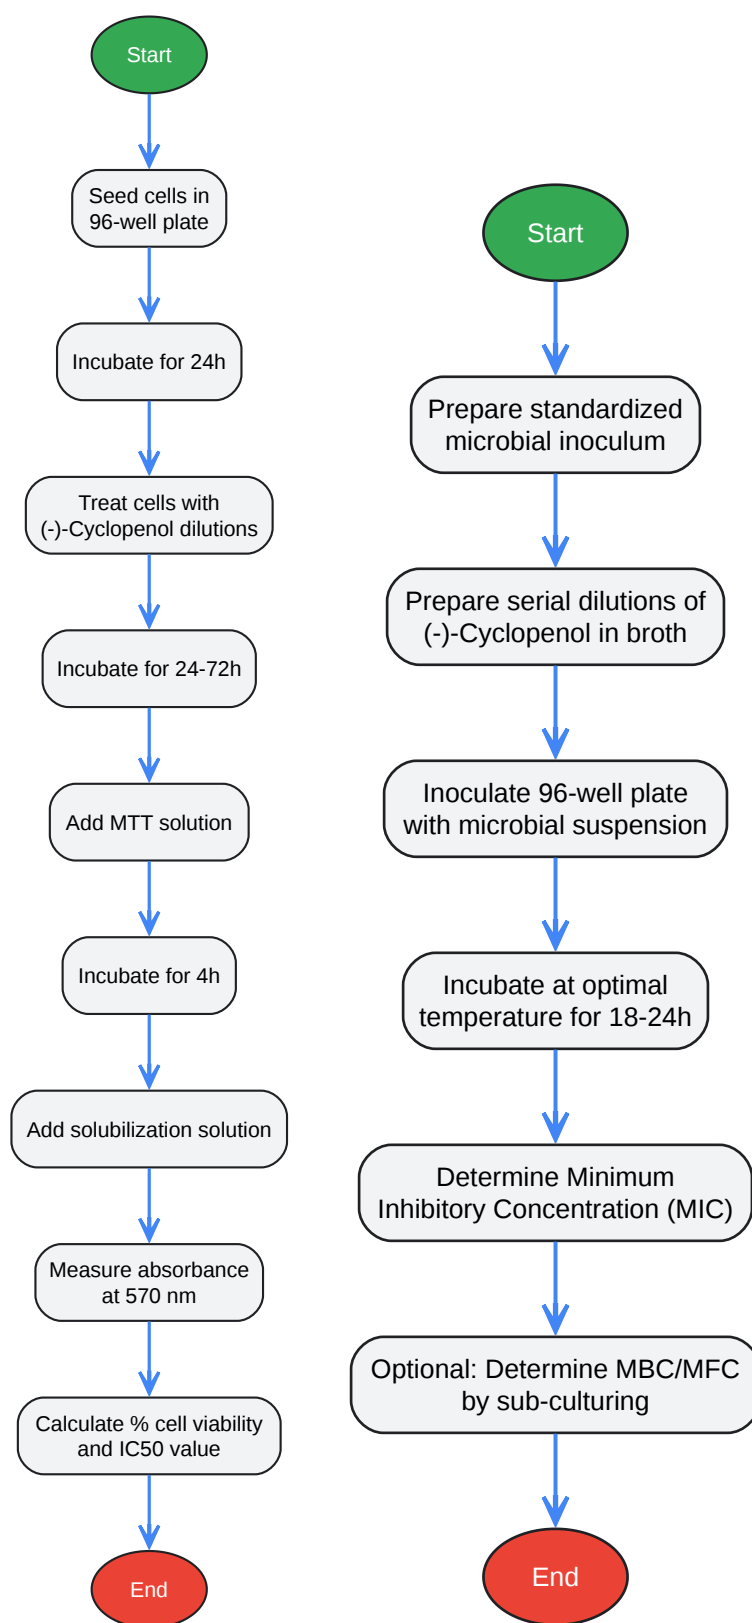 Start
Seed cells in
96-well plate
Incubate for 24h
Treat cells with
(-)-Cyclopenol dilutions
Incubate for 24-72h
Add MTT solution
Incubate for 4h
Add solubilization solution
Measure absorbance
at 570 nm
Calculate % cell viability
and IC50 value
End
Start
Prepare standardized
microbial inoculum
Prepare serial dilutions of
(-)-Cyclopenol in broth
Inoculate 96-well plate
with microbial suspension
Incubate at optimal
temperature for 18-24h
Determine Minimum
Inhibitory Concentration (MIC)
Optional: Determine MBC/MFC
by sub-culturing
End